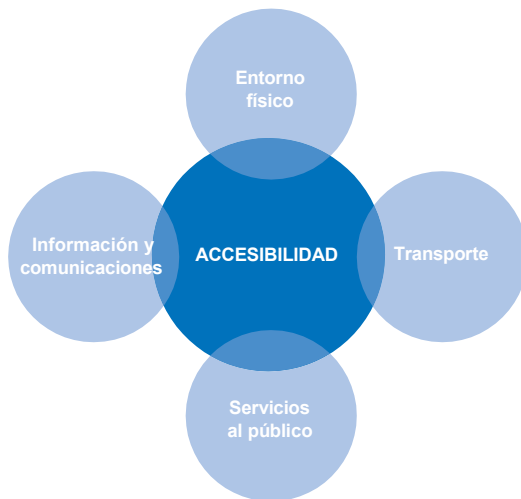 Entorno
físico
Información y
comunicaciones
ACCESIBILIDAD
Transporte
Servicios
al público